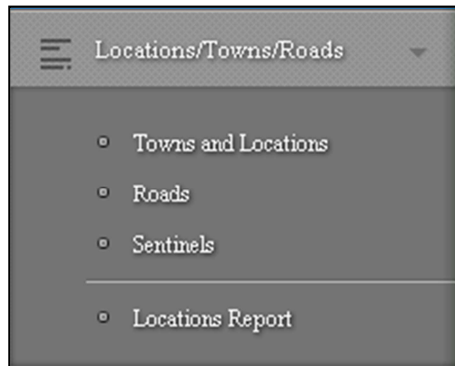 Locations/Towns/Roads
Towns and Locations
Roads
Sentinels
Locations Report